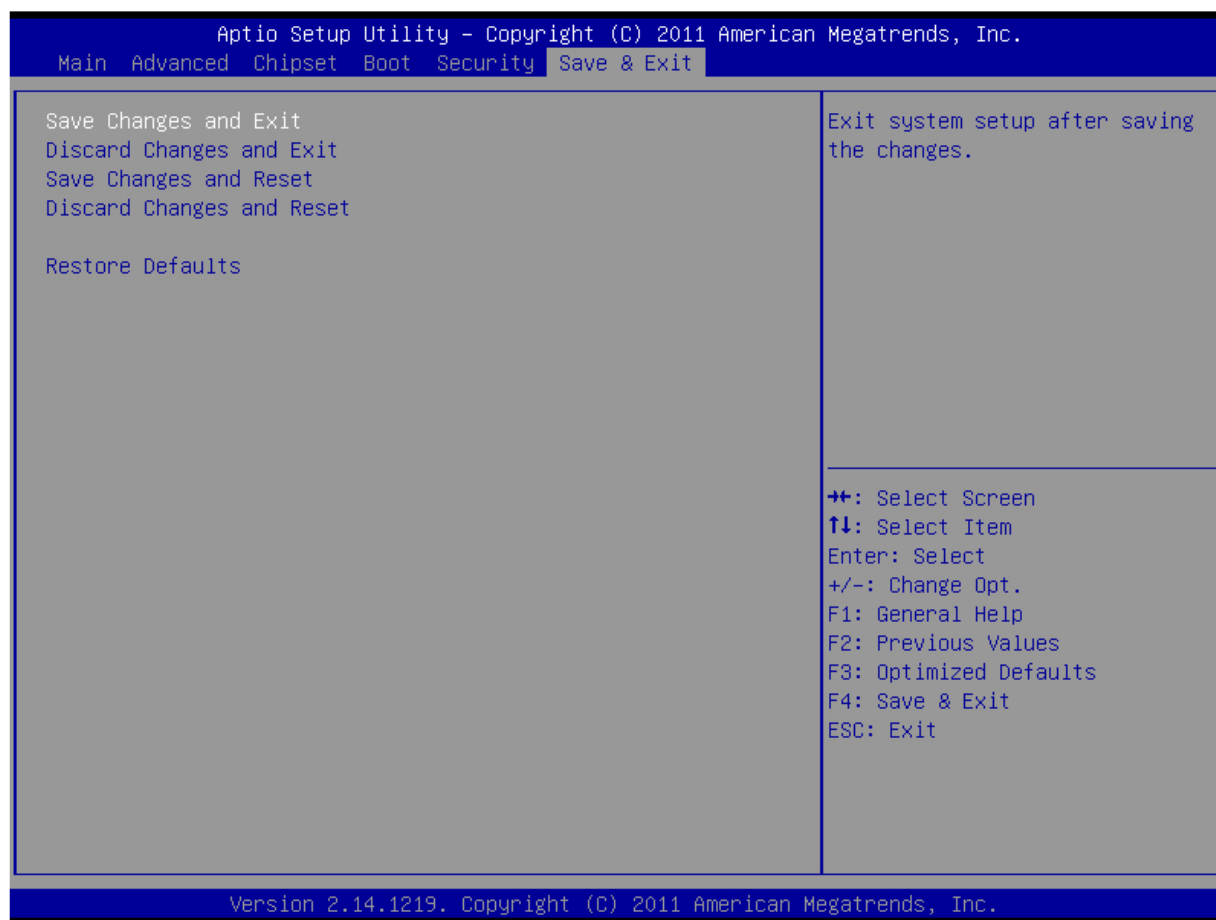 Aptio Setup Utility – Copyright (C) 2011 American Megatrends, Inc.
Main Advanced Chipset Boot Security Save & Exit
Save Changes and Exit
Discard Changes and Exit
Save Changes and Reset
Discard Changes and Reset
Restore Defaults
Exit system setup after saving
the changes.
→←: Select Screen
↑↓: Select Item
Enter: Select
+/-: Change Opt.
F1: General Help
F2: Previous Values
F3: Optimized Defaults
F4: Save & Exit
ESC: Exit
Version 2.14.1219. Copyright (C) 2011 American Megatrends, Inc.